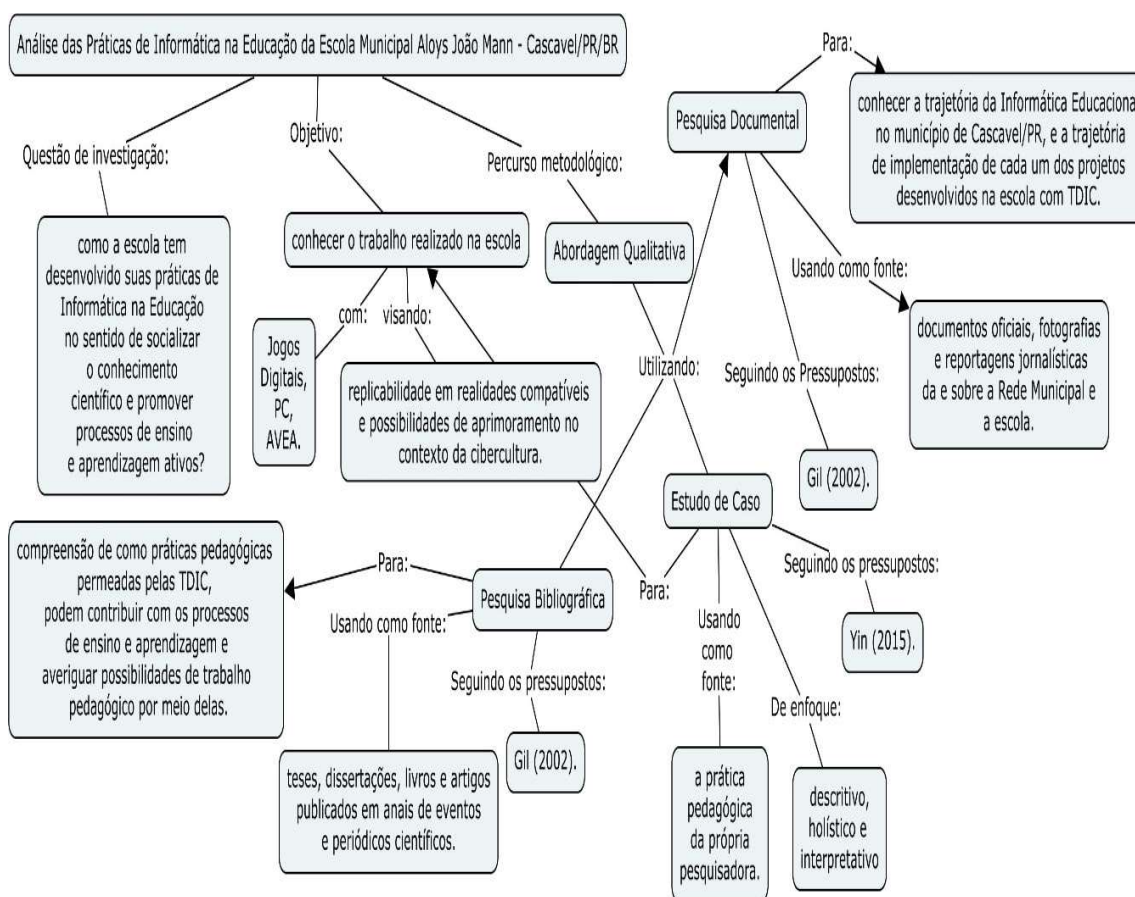 Análise das Práticas de Informática na Educação da Escola Municipal Aloys João Mann - Cascavel/PR/BR
Questão de investigação:
como a escola tem
desenvolvido suas práticas de
Informática na Educação
no sentido de socializar
o conhecimento
científico e promover
processos de ensino
e aprendizagem ativos?
Objetivo:
conhecer o trabalho realizado na escola
com:
Jogos
Digitais,
PC,
AVEA.
visando:
replicabilidade em realidades compatíveis
e possibilidades de aprimoramento no
contexto da cibercultura.
Percurso metodológico:
Abordagem Qualitativa
Utilizando:
Pesquisa Documental
Para:
conhecer a trajetória da Informática Educaciona
no município de Cascavel/PR, e a trajetória
de implementação de cada um dos projetos
desenvolvidos na escola com TDIC.
Usando como fonte:
documentos oficiais, fotografias
e reportagens jornalísticas
da e sobre a Rede Municipal e
a escola.
Seguindo os Pressupostos:
Gil (2002).
Estudo de Caso
Para:
Usando
como
fonte:
a prática
pedagógica
da própria
pesquisadora.
De enfoque:
descritivo,
holístico e
interpretativo
Seguindo os pressupostos:
Yin (2015).
Pesquisa Bibliográfica
Para:
compreensão de como práticas pedagógicas
permeadas pelas TDIC,
podem contribuir com os processos
de ensino e aprendizagem e
averiguar possibilidades de trabalho
pedagógico por meio delas.
Usando como fonte:
teses, dissertações, livros e artigos
publicados em anais de eventos
e periódicos científicos.
Seguindo os pressupostos:
Gil (2002).